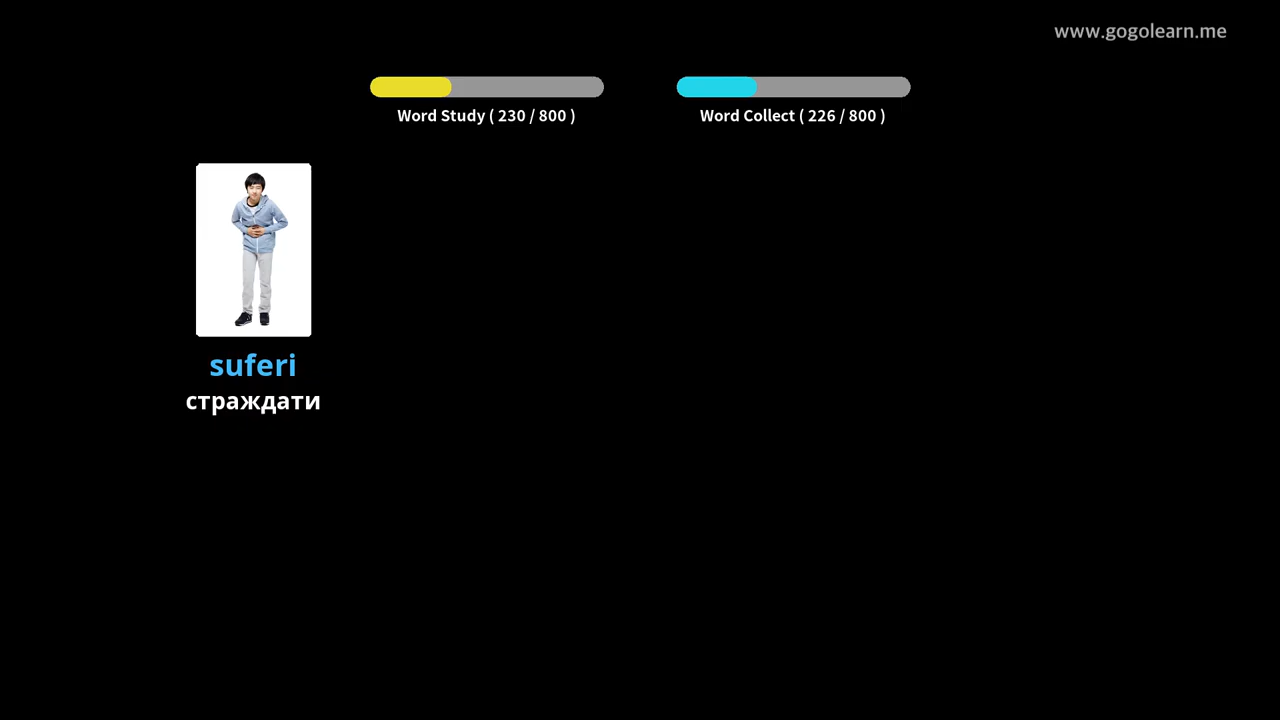 www.gogolearn.me
Word Study ( 230 / 800 )
Word Collect ( 226 / 800 )
suferi
страждати